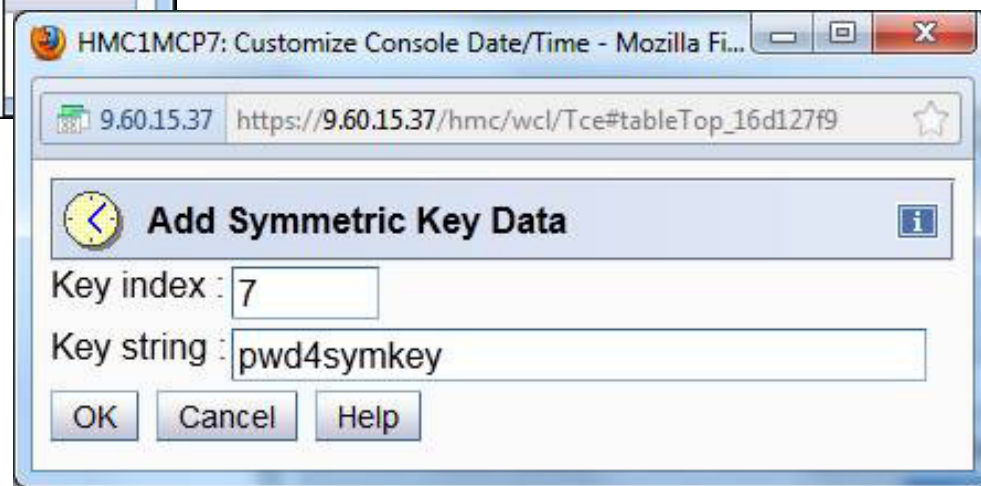 HMC1MCP7: Customize Console Date/Time - Mozilla Fi...
9.60.15.37 https://9.60.15.37/hmc/wcl/Tce#tableTop_16d127f9
Add Symmetric Key Data
Key index : 7
Key string : pwd4symkey
OK Cancel Help